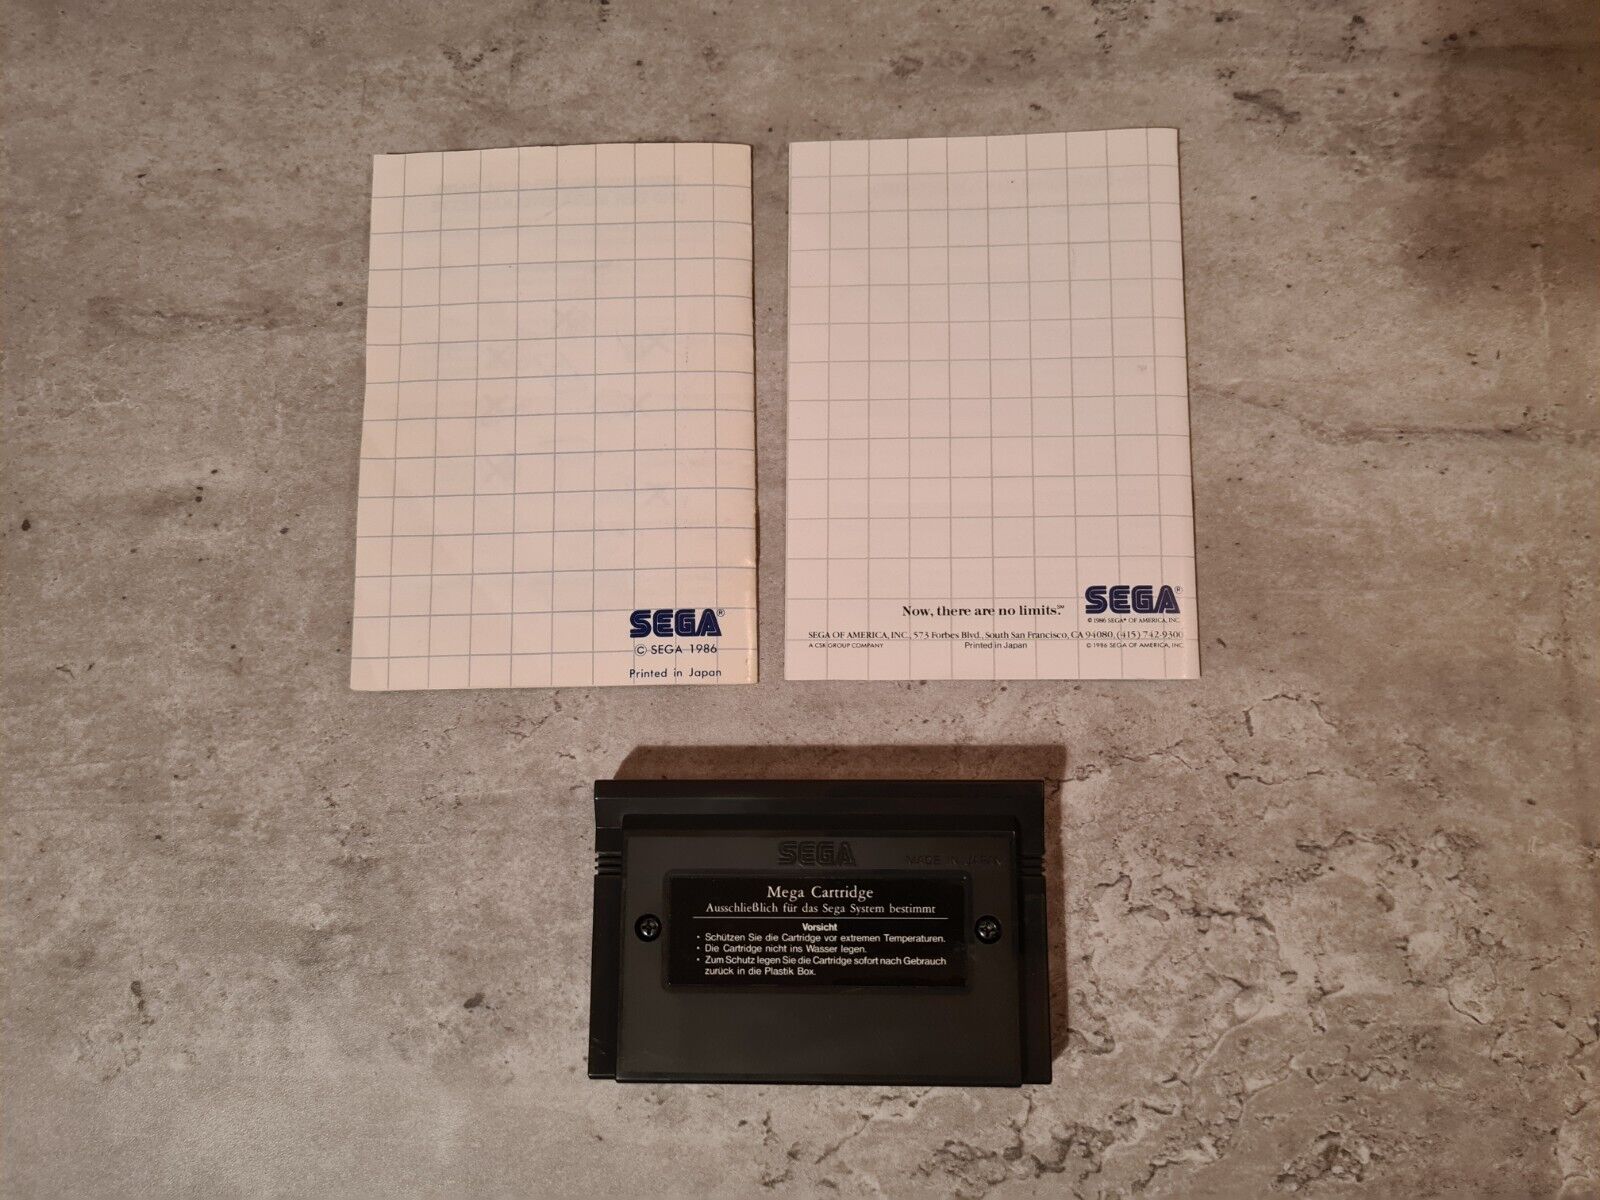 SEGA®
© SEGA 1986
Printed in Japan
Now, there are no limits.℠
SEGA®
© 1986 SEGA® OF AMERICA, INC.
SEGA OF AMERICA, INC., 573 Forbes Blvd., South San Francisco, CA 94080, (415) 742-9300
A CSK GROUP COMPANY
Printed in Japan
© 1986 SEGA OF AMERICA, INC.
SEGA
MADE IN JAPAN
Mega Cartridge
Ausschließlich für das Sega System bestimmt
Vorsicht
• Schützen Sie die Cartridge vor extremen Temperaturen.
• Die Cartridge nicht ins Wasser legen.
• Zum Schutz legen Sie die Cartridge sofort nach Gebrauch
zurück in die Plastik Box.